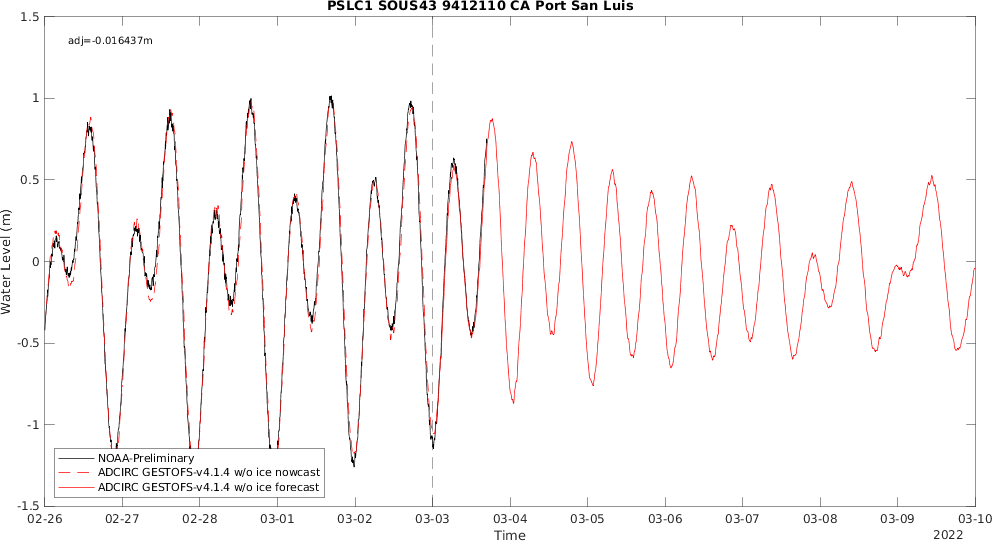 PSLC1 SOUS43 9412110 CA Port San Luis
adj=-0.016437m
1.5
1
0.5
0
-0.5
-1
-1.5
Water Level (m)
NOAA-Preliminary
ADCIRC GESTOFS-v4.1.4 w/o ice nowcast
ADCIRC GESTOFS-v4.1.4 w/o ice forecast
02-26 02-27 02-28 03-01 03-02 03-03 03-04 03-05 03-06 03-07 03-08 03-09 03-10
Time
2022